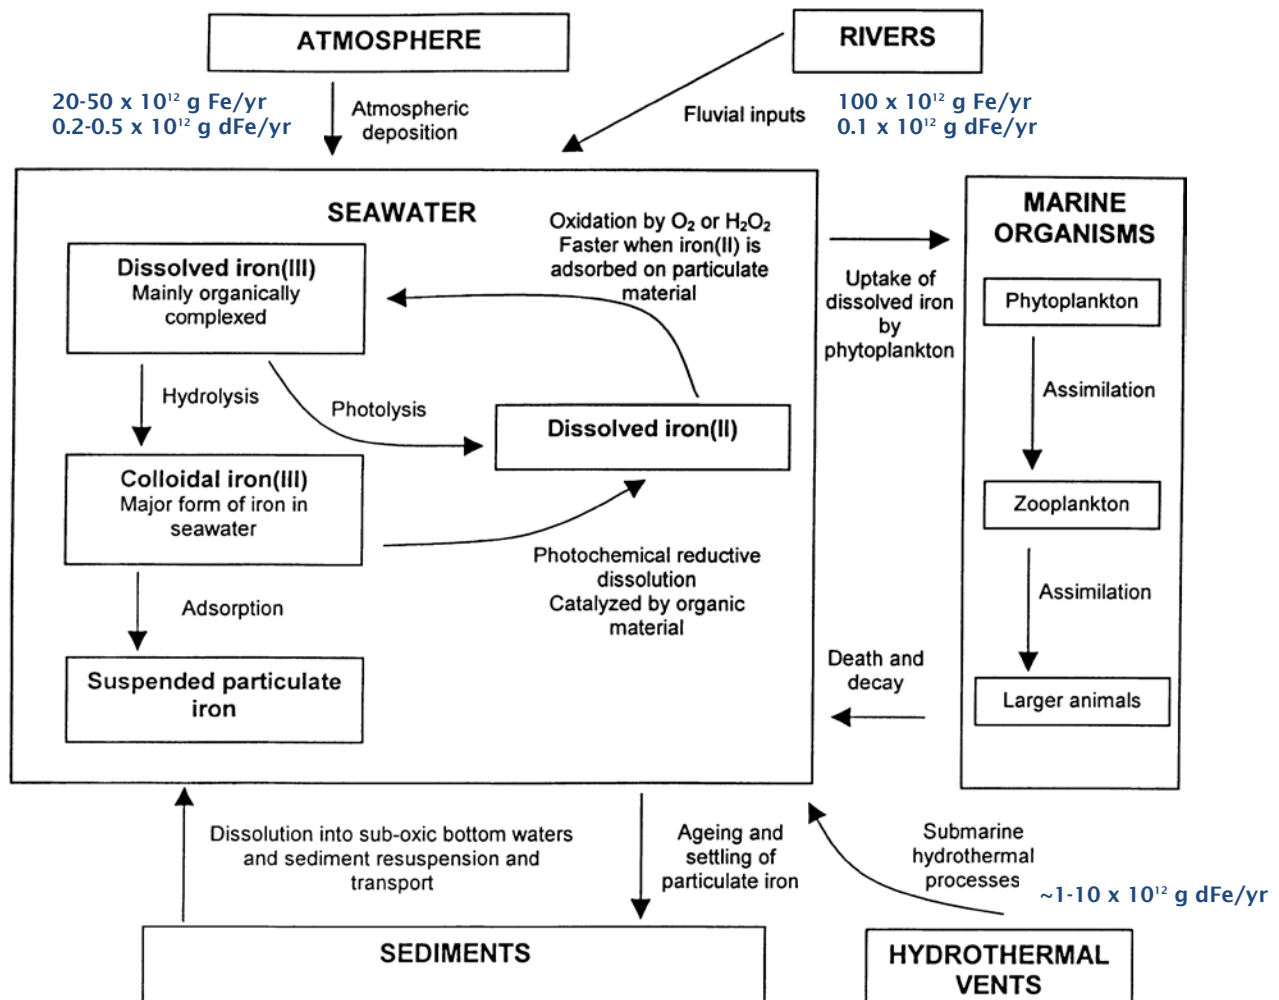 ATMOSPHERE
RIVERS
20-50 x 10¹² g Fe/yr
0.2-0.5 x 10¹² g dFe/yr
Atmospheric
deposition
Fluvial inputs
100 x 10¹² g Fe/yr
0.1 x 10¹² g dFe/yr
SEAWATER
Dissolved iron(III)
Mainly organically
complexed
Oxidation by O₂ or H₂O₂
Faster when iron(II) is
adsorbed on particulate
material
Hydrolysis
Photolysis
Dissolved iron(II)
Colloidal iron(III)
Major form of iron in
seawater
Photochemical reductive
dissolution
Catalyzed by organic
material
Adsorption
Suspended particulate
iron
Uptake of
dissolved iron
by
phytoplankton
MARINE
ORGANISMS
Phytoplankton
Assimilation
Zooplankton
Assimilation
Larger animals
Death and
decay
Dissolution into sub-oxic bottom waters
and sediment resuspension and
transport
Ageing and
settling of
particulate iron
Submarine
hydrothermal
processes
~1-10 x 10¹² g dFe/yr
SEDIMENTS
HYDROTHERMAL
VENTS